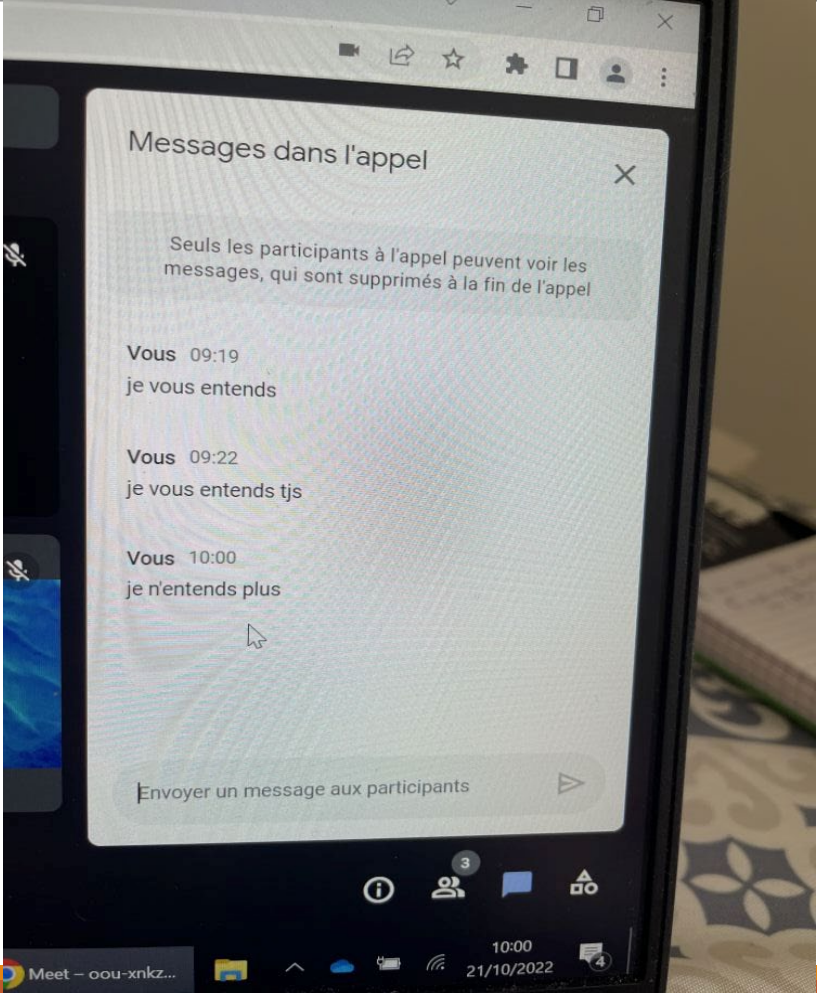 Messages dans l'appel
Seuls les participants à l'appel peuvent voir les
messages, qui sont supprimés à la fin de l'appel
Vous 09:19
je vous entends
Vous 09:22
je vous entends tjs
Vous 10:00
je n'entends plus
Envoyer un message aux participants
3
Meet – oou-xnkz...
10:00
21/10/2022
4